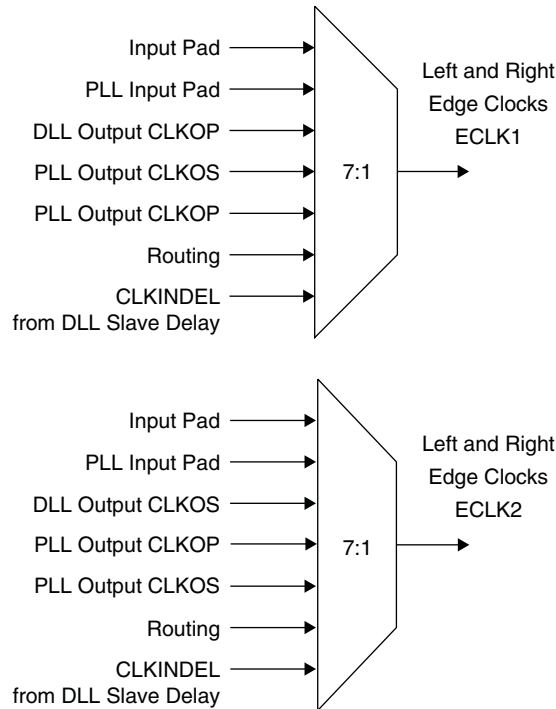 Input Pad
PLL Input Pad
DLL Output CLKOP
PLL Output CLKOS
PLL Output CLKOP
Routing
CLKINDEL
from DLL Slave Delay
7:1
Left and Right
Edge Clocks
ECLK1
Input Pad
PLL Input Pad
DLL Output CLKOS
PLL Output CLKOP
PLL Output CLKOS
Routing
CLKINDEL
from DLL Slave Delay
7:1
Left and Right
Edge Clocks
ECLK2